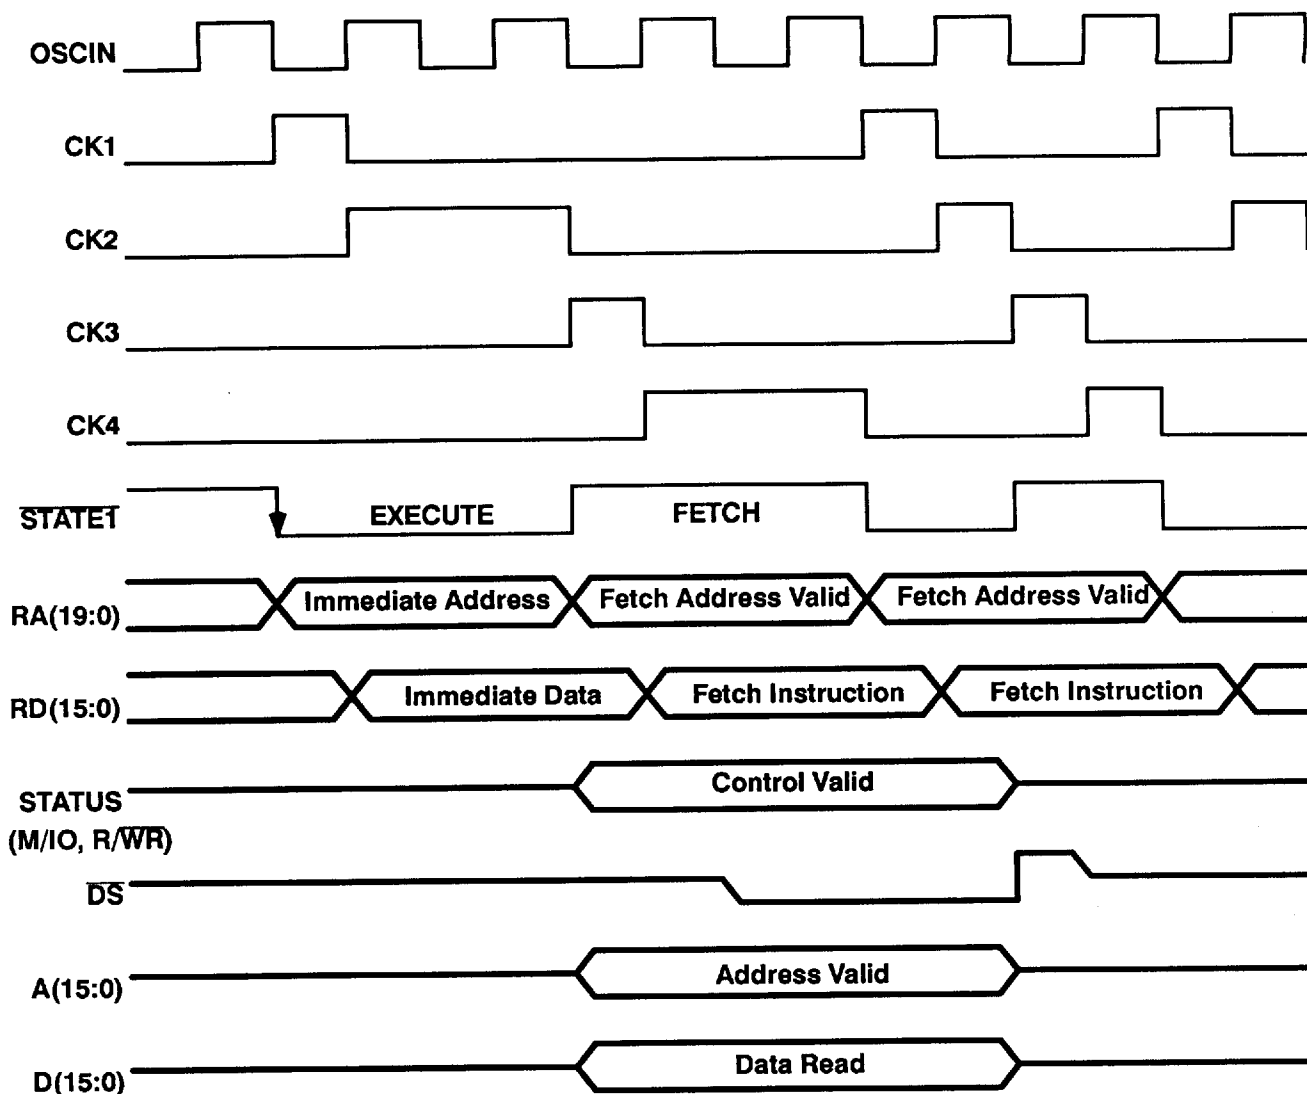 OSCIN
CK1
CK2
CK3
CK4
STATE1 EXECUTE FETCH
RA(19:0) Immediate Address Fetch Address Valid Fetch Address Valid
RD(15:0) Immediate Data Fetch Instruction Fetch Instruction
STATUS Control Valid
(M/IO, R/WR)
DS
A(15:0) Address Valid
D(15:0) Data Read